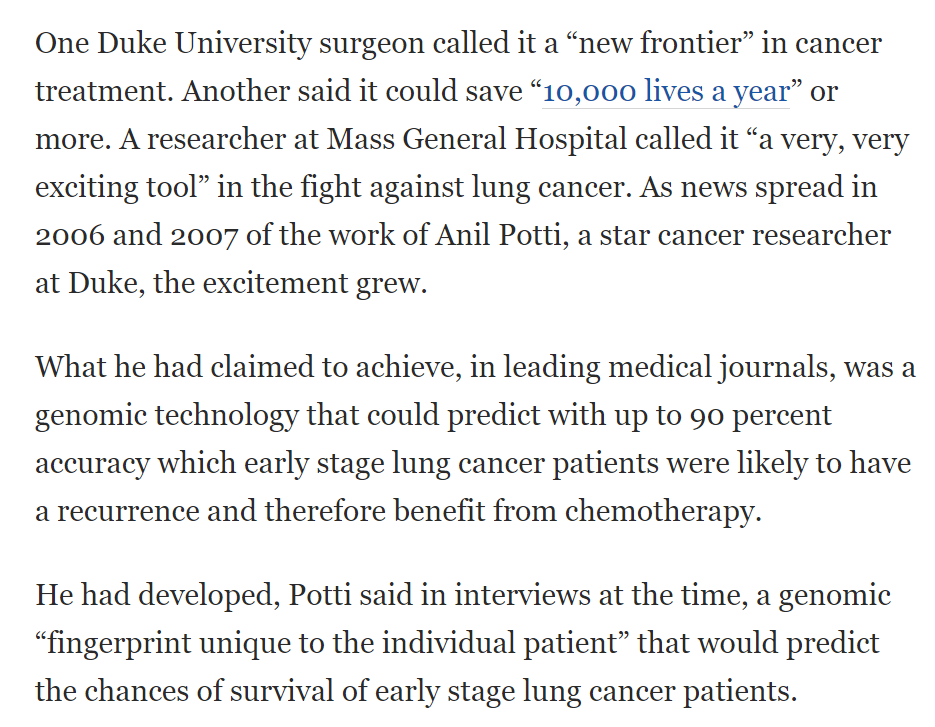 One Duke University surgeon called it a “new frontier” in cancer
treatment. Another said it could save “10,000 lives a year” or
more. A researcher at Mass General Hospital called it “a very, very
exciting tool” in the fight against lung cancer. As news spread in
2006 and 2007 of the work of Anil Potti, a star cancer researcher
at Duke, the excitement grew.
What he had claimed to achieve, in leading medical journals, was a
genomic technology that could predict with up to 90 percent
accuracy which early stage lung cancer patients were likely to have
a recurrence and therefore benefit from chemotherapy.
He had developed, Potti said in interviews at the time, a genomic
“fingerprint unique to the individual patient” that would predict
the chances of survival of early stage lung cancer patients.